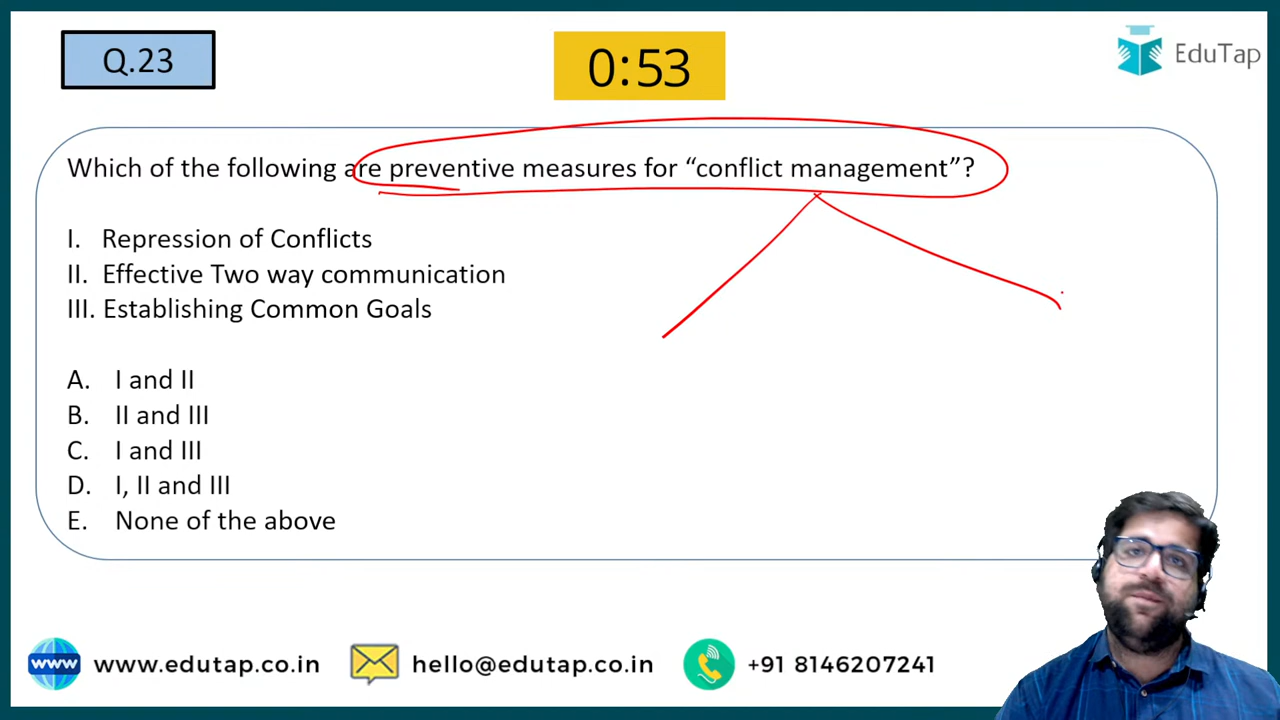 Q.23
0:53
EduTap
Which of the following are preventive measures for “conflict management”?
I. Repression of Conflicts
II. Effective Two way communication
III. Establishing Common Goals
A. I and II
B. II and III
C. I and III
D. I, II and III
E. None of the above
www
www.edutap.co.in
hello@edutap.co.in
+91 8146207241